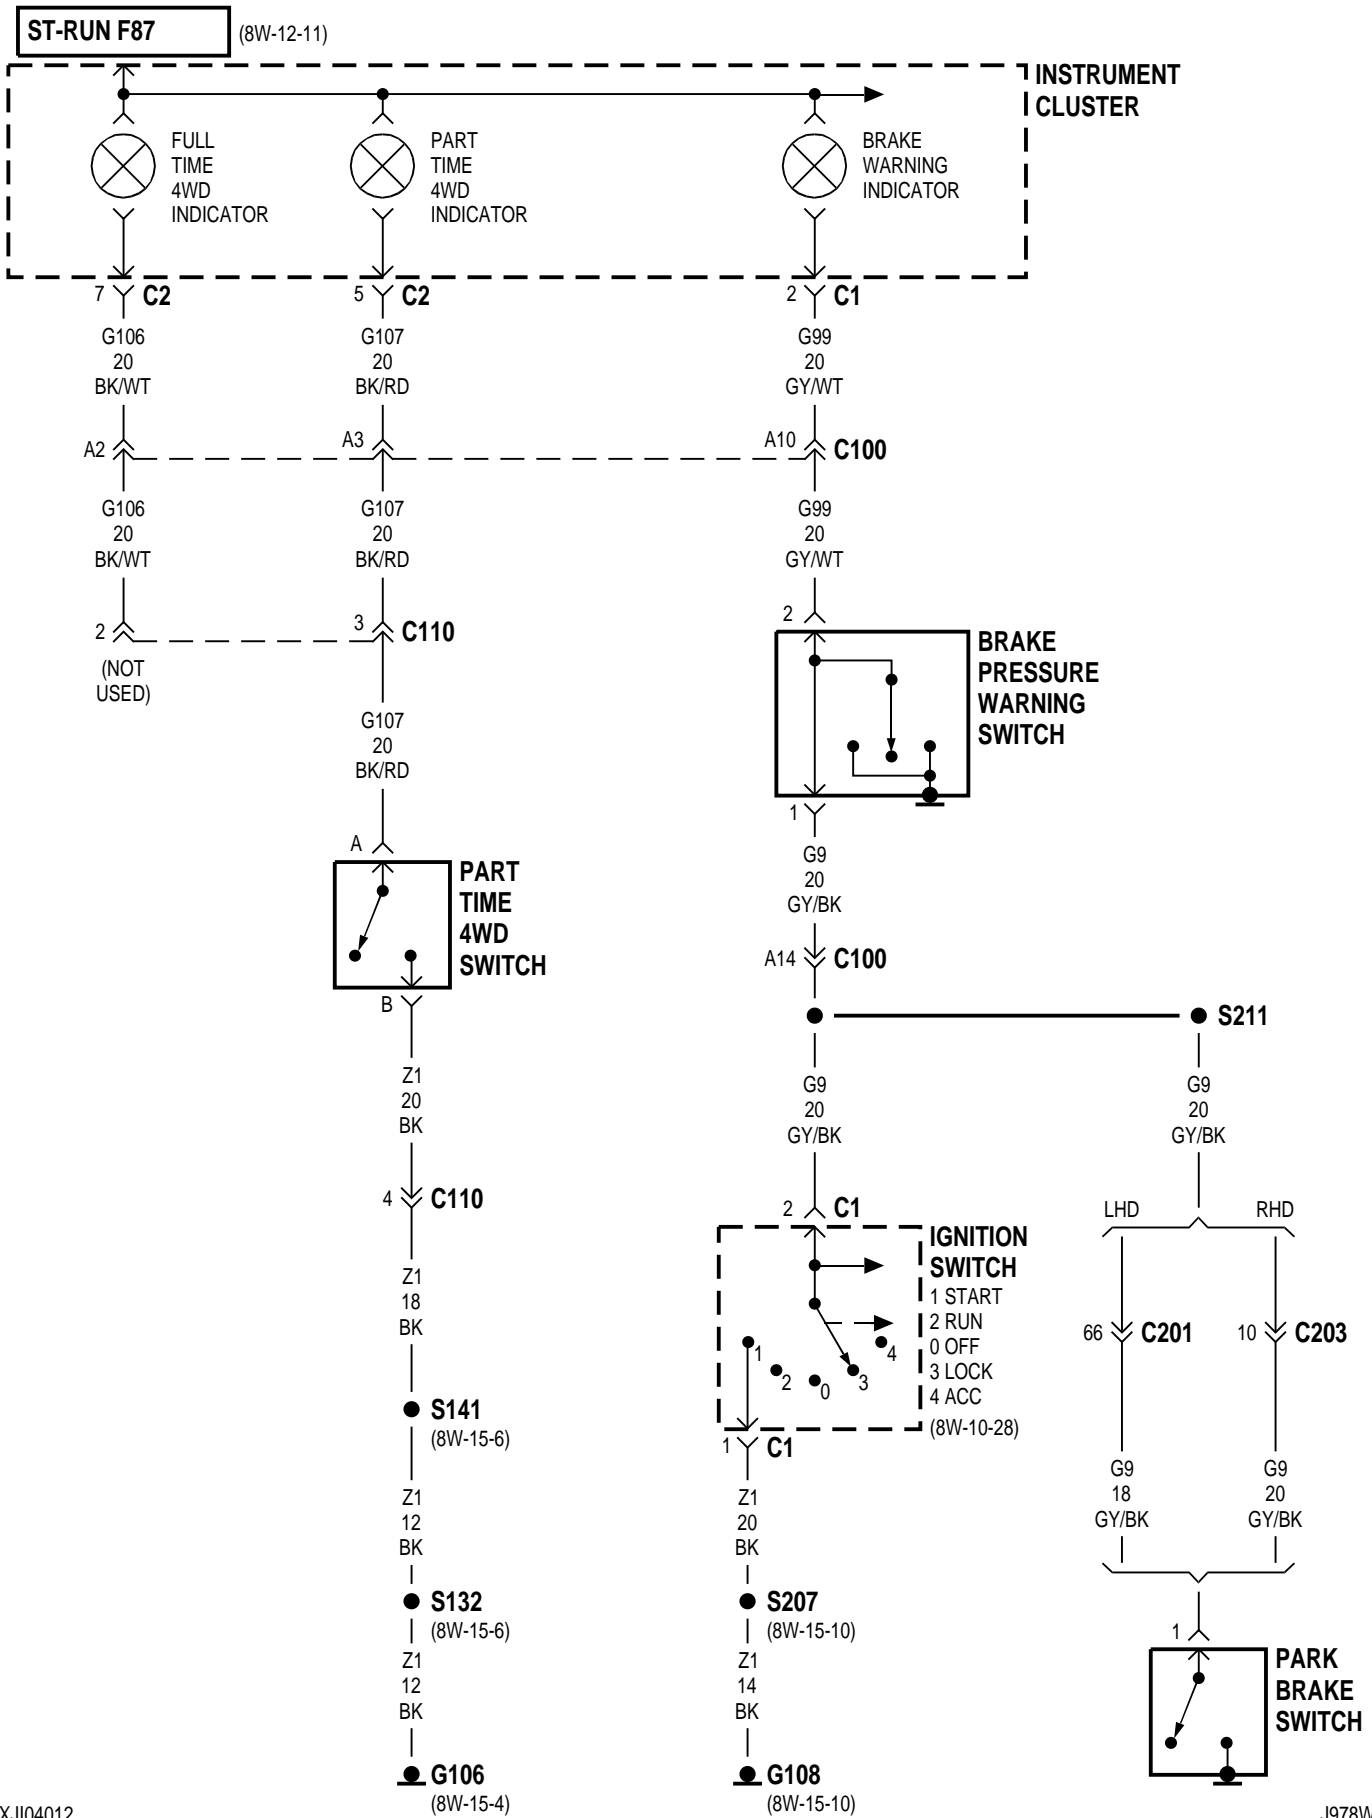 ST-RUN F87
(8W-12-11)
INSTRUMENT
CLUSTER
FULL
TIME
4WD
INDICATOR
PART
TIME
4WD
INDICATOR
BRAKE
WARNING
INDICATOR
7 C2
5 C2
2 C1
G106
20
BK/WT
G107
20
BK/RD
G99
20
GY/WT
A2
A3
A10 C100
G106
20
BK/WT
G107
20
BK/RD
G99
20
GY/WT
2
(NOT
USED)
3 C110
2
BRAKE
PRESSURE
WARNING
SWITCH
G107
20
BK/RD
1
A
PART
TIME
4WD
SWITCH
B
G9
20
GY/BK
A14 C100
S211
Z1
20
BK
G9
20
GY/BK
G9
20
GY/BK
4 C110
2 C1
LHD
RHD
IGNITION
SWITCH
1 START
2 RUN
0 OFF
3 LOCK
4 ACC
(8W-10-28)
1
2
0
3
4
Z1
18
BK
66 C201
10 C203
S141
(8W-15-6)
1 C1
Z1
12
BK
Z1
20
BK
G9
18
GY/BK
G9
20
GY/BK
S132
(8W-15-6)
S207
(8W-15-10)
Z1
12
BK
Z1
14
BK
1
PARK
BRAKE
SWITCH
G106
(8W-15-4)
G108
(8W-15-10)
XJI04012
J978W